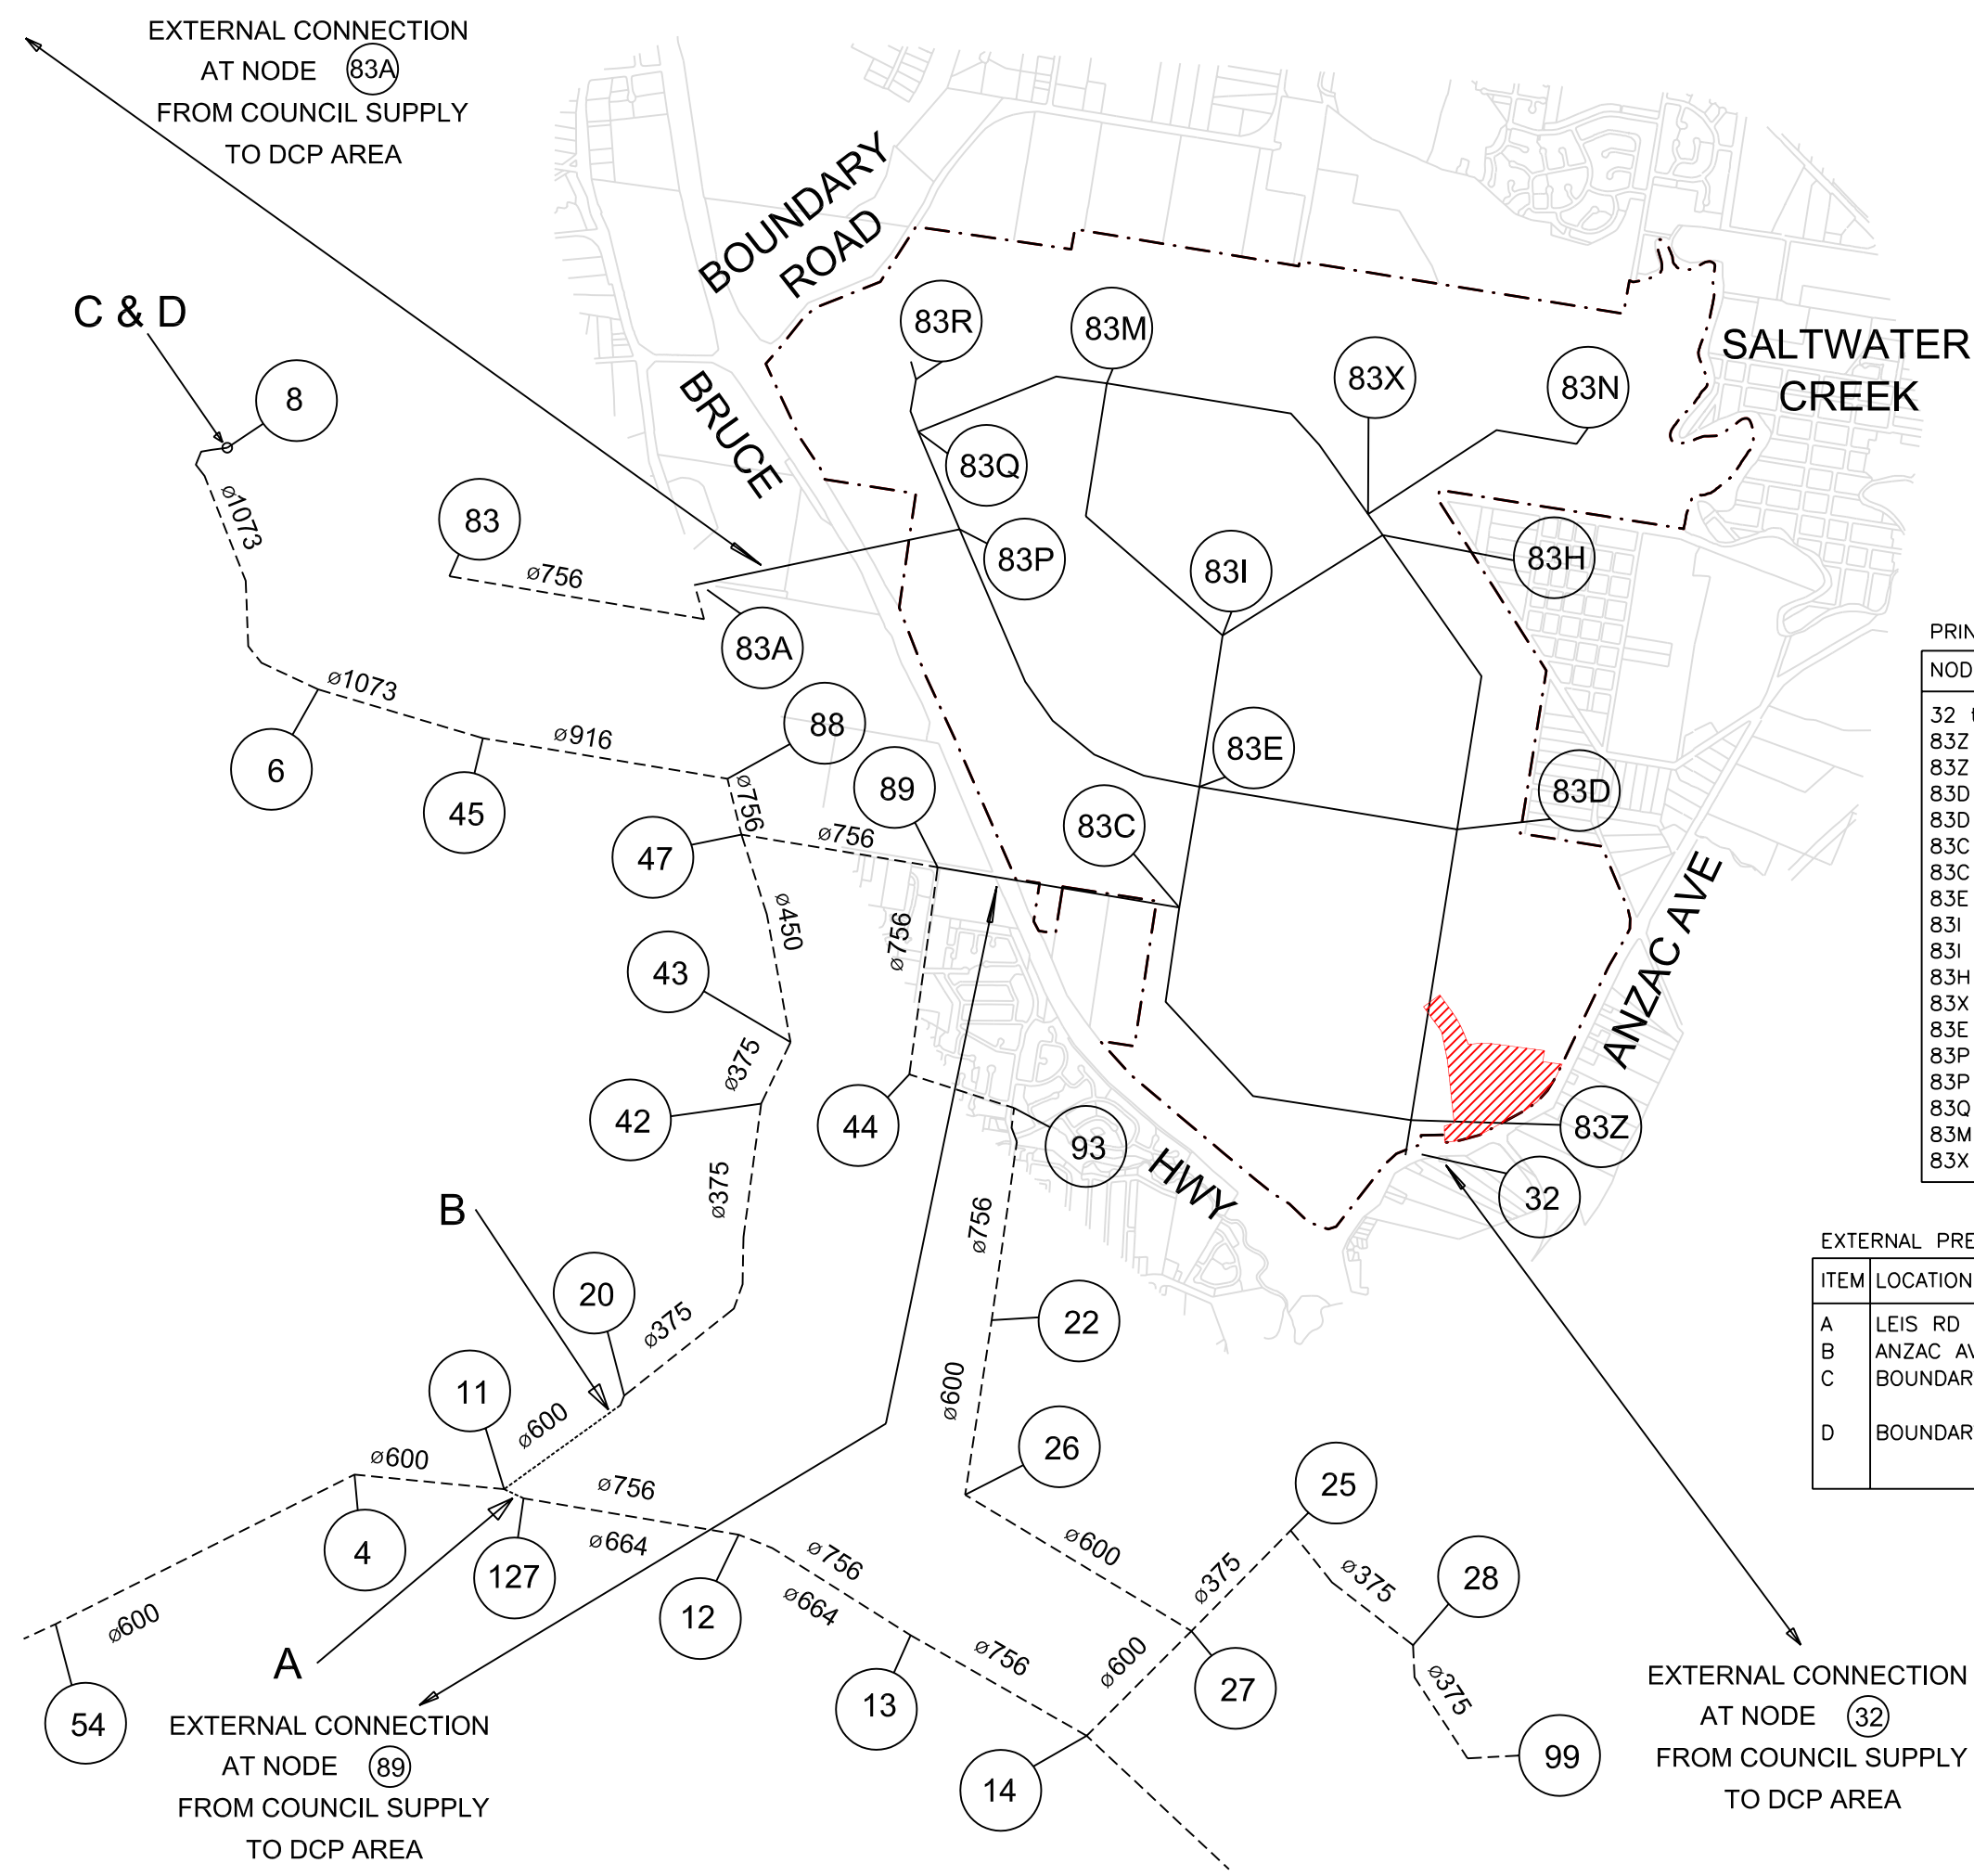 EXTERNAL CONNECTION
AT NODE 83A
FROM COUNCIL SUPPLY
TO DCP AREA
BOUNDARY
ROAD
C & D
8
83R
83M
83X
83N
SALTWATER
CREEK
BRUCE
83Q
ø1073
83
ø756
83P
83I
83H
83A
ø1073
6
45
ø916
88
ø756
89
83E
83D
83C
47
ø756
ø450
ø756
43
ANZAC AVE
ø375
42
44
93
83Z
32
HWY
ø375
B
20
ø756
22
ø375
11
ø600
ø600
26
ø600
4
127
ø756
ø664
12
ø756
ø664
13
ø756
ø600
25
ø375
ø375
28
ø600
27
ø375
99
14
ø600
54
A
EXTERNAL CONNECTION
AT NODE 89
FROM COUNCIL SUPPLY
TO DCP AREA
EXTERNAL CONNECTION
AT NODE 32
FROM COUNCIL SUPPLY
TO DCP AREA
PRIN
NOD
32 t
83Z
83Z
83D
83D
83C
83C
83E
83I
83I
83H
83X
83E
83P
83P
83Q
83M
83X
EXTERNAL PRE
ITEM LOCATION
A LEIS RD
B ANZAC AV
C BOUNDAR
D BOUNDAR